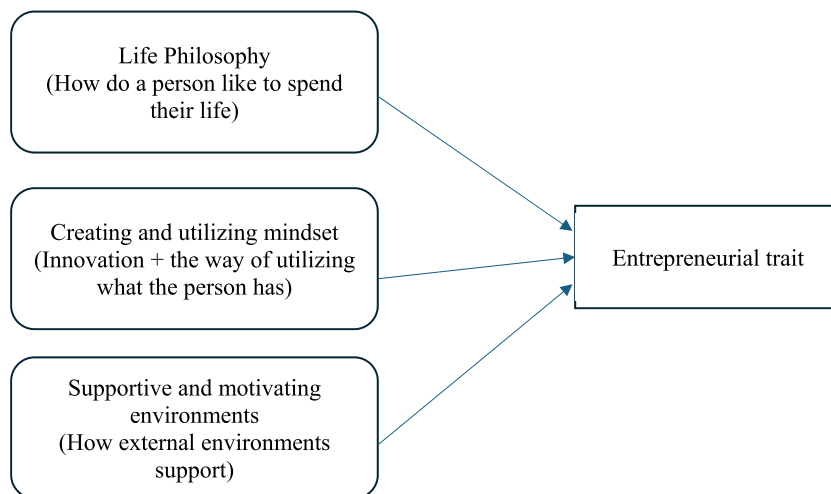 Life Philosophy
(How do a person like to spend
their life)
Creating and utilizing mindset
(Innovation + the way of utilizing
what the person has)
Supportive and motivating
environments
(How external environments
support)
Entrepreneurial trait